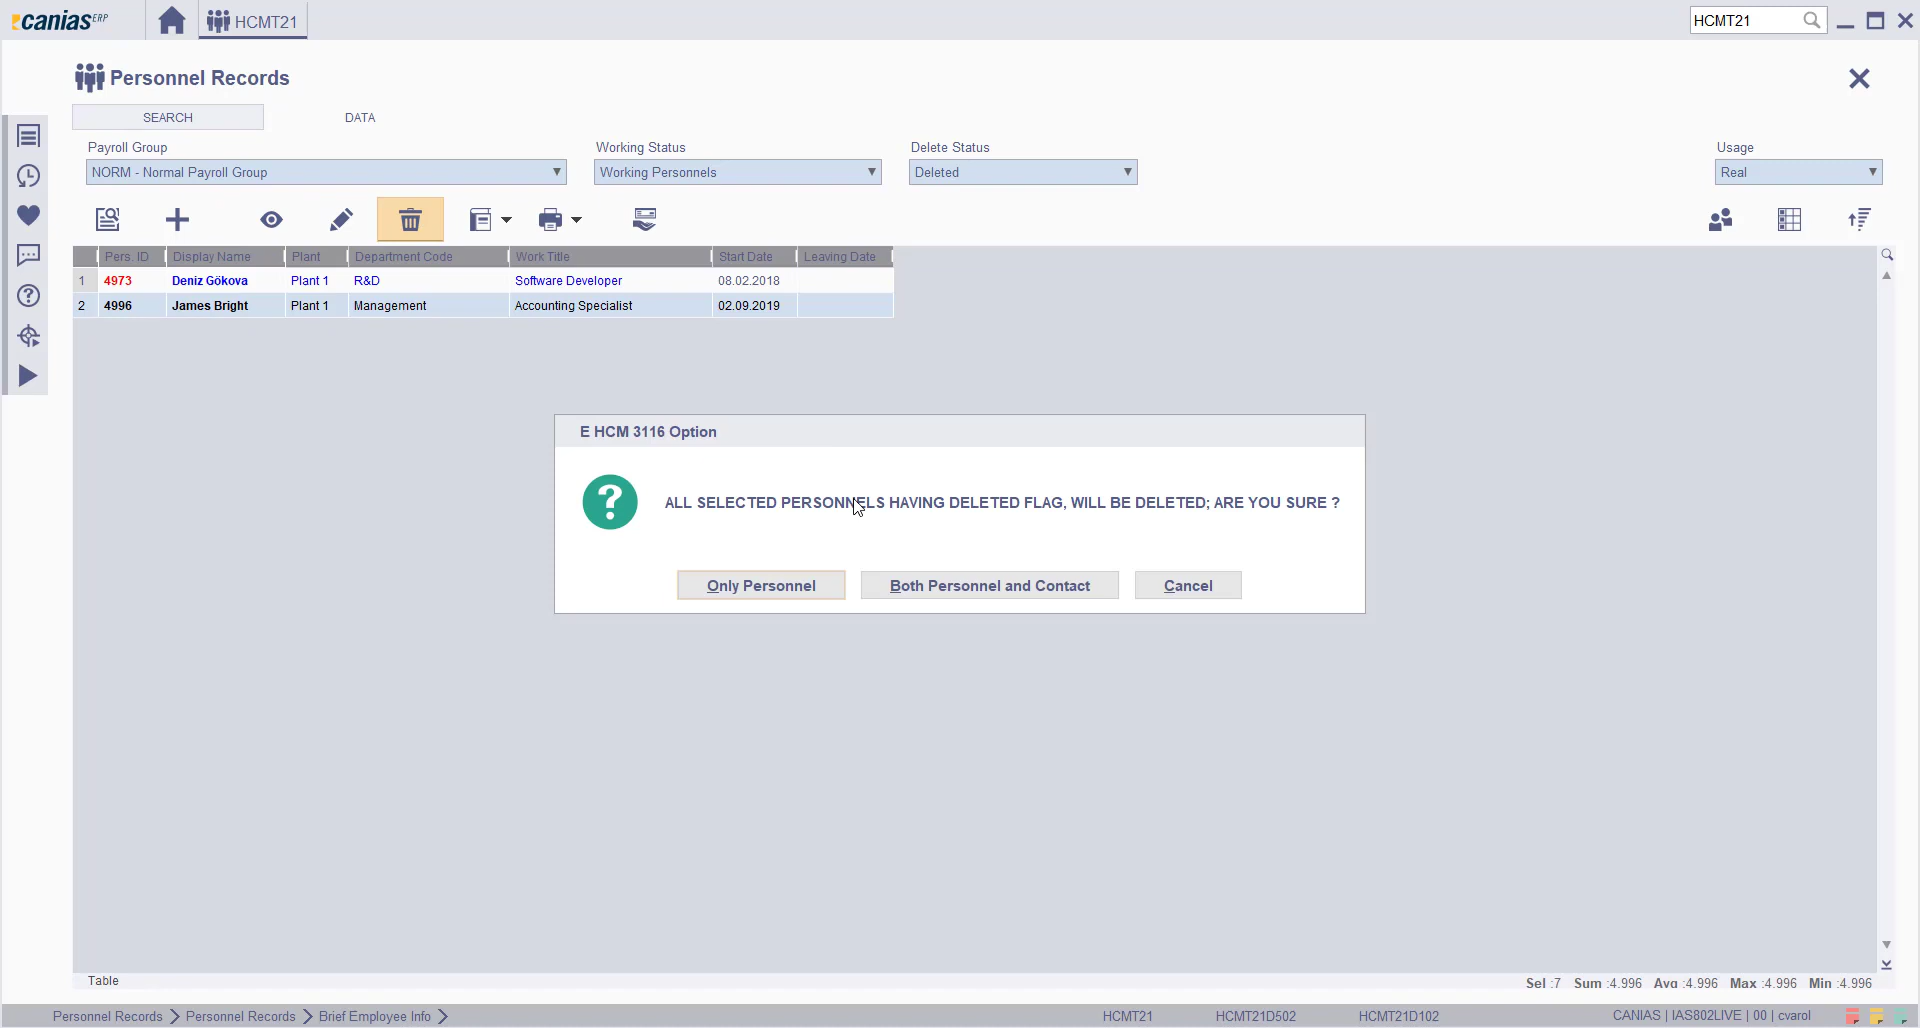 canias ERP
HCMT21
HCMT21
Personnel Records
SEARCH DATA
Payroll Group Working Status Delete Status Usage
NORM - Normal Payroll Group Working Personnels Deleted Real
Pers. ID Display Name Plant Department Code Work Title Start Date Leaving Date
1 4973 Deniz Gökova Plant 1 R&D Software Developer 08.02.2018
2 4996 James Bright Plant 1 Management Accounting Specialist 02.09.2019
E HCM 3116 Option
ALL SELECTED PERSONNELS HAVING DELETED FLAG, WILL BE DELETED; ARE YOU SURE ?
Only Personnel Both Personnel and Contact Cancel
Table Sel :7 Sum :4.996 Avg :4.996 Max :4.996 Min :4.996
Personnel Records Personnel Records Brief Employee Info HCMT21 HCMT21D502 HCMT21D102 CANIAS | IAS802LIVE | 00 | cvarol